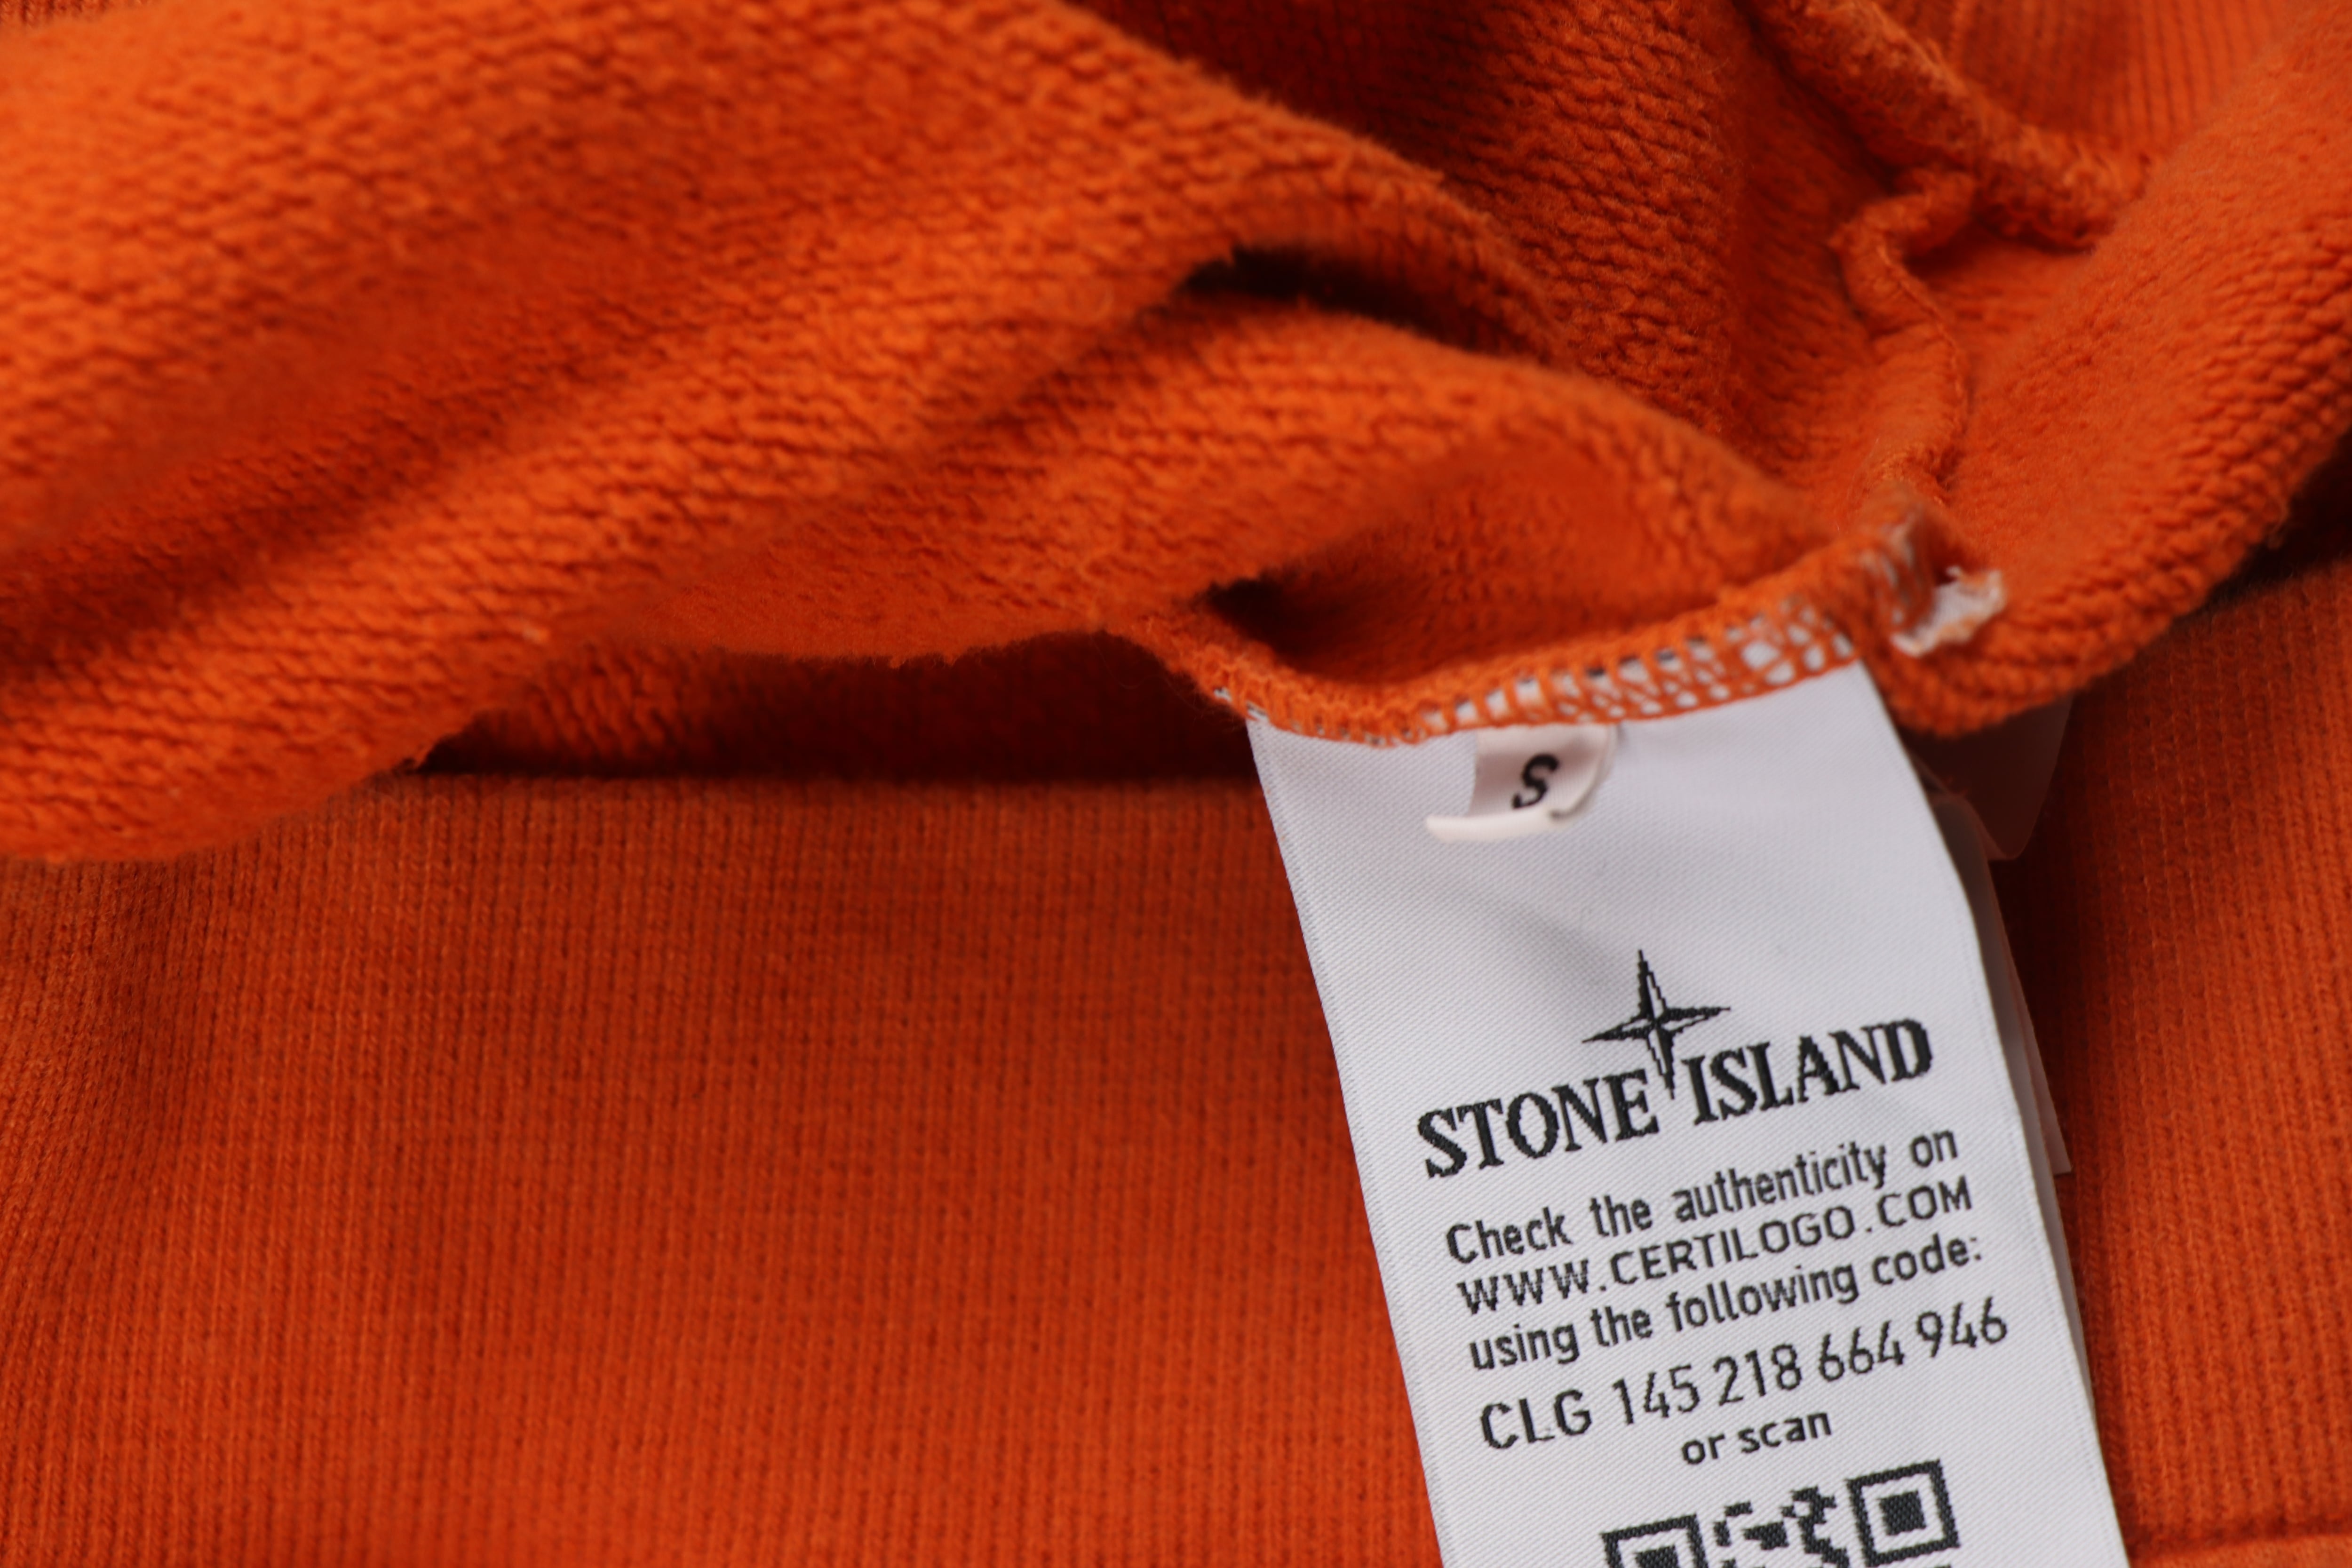 S
STONE ISLAND
Check the authenticity on
WWW.CERTILOGO.COM
using the following code:
CLG 145 218 664 946
or scan